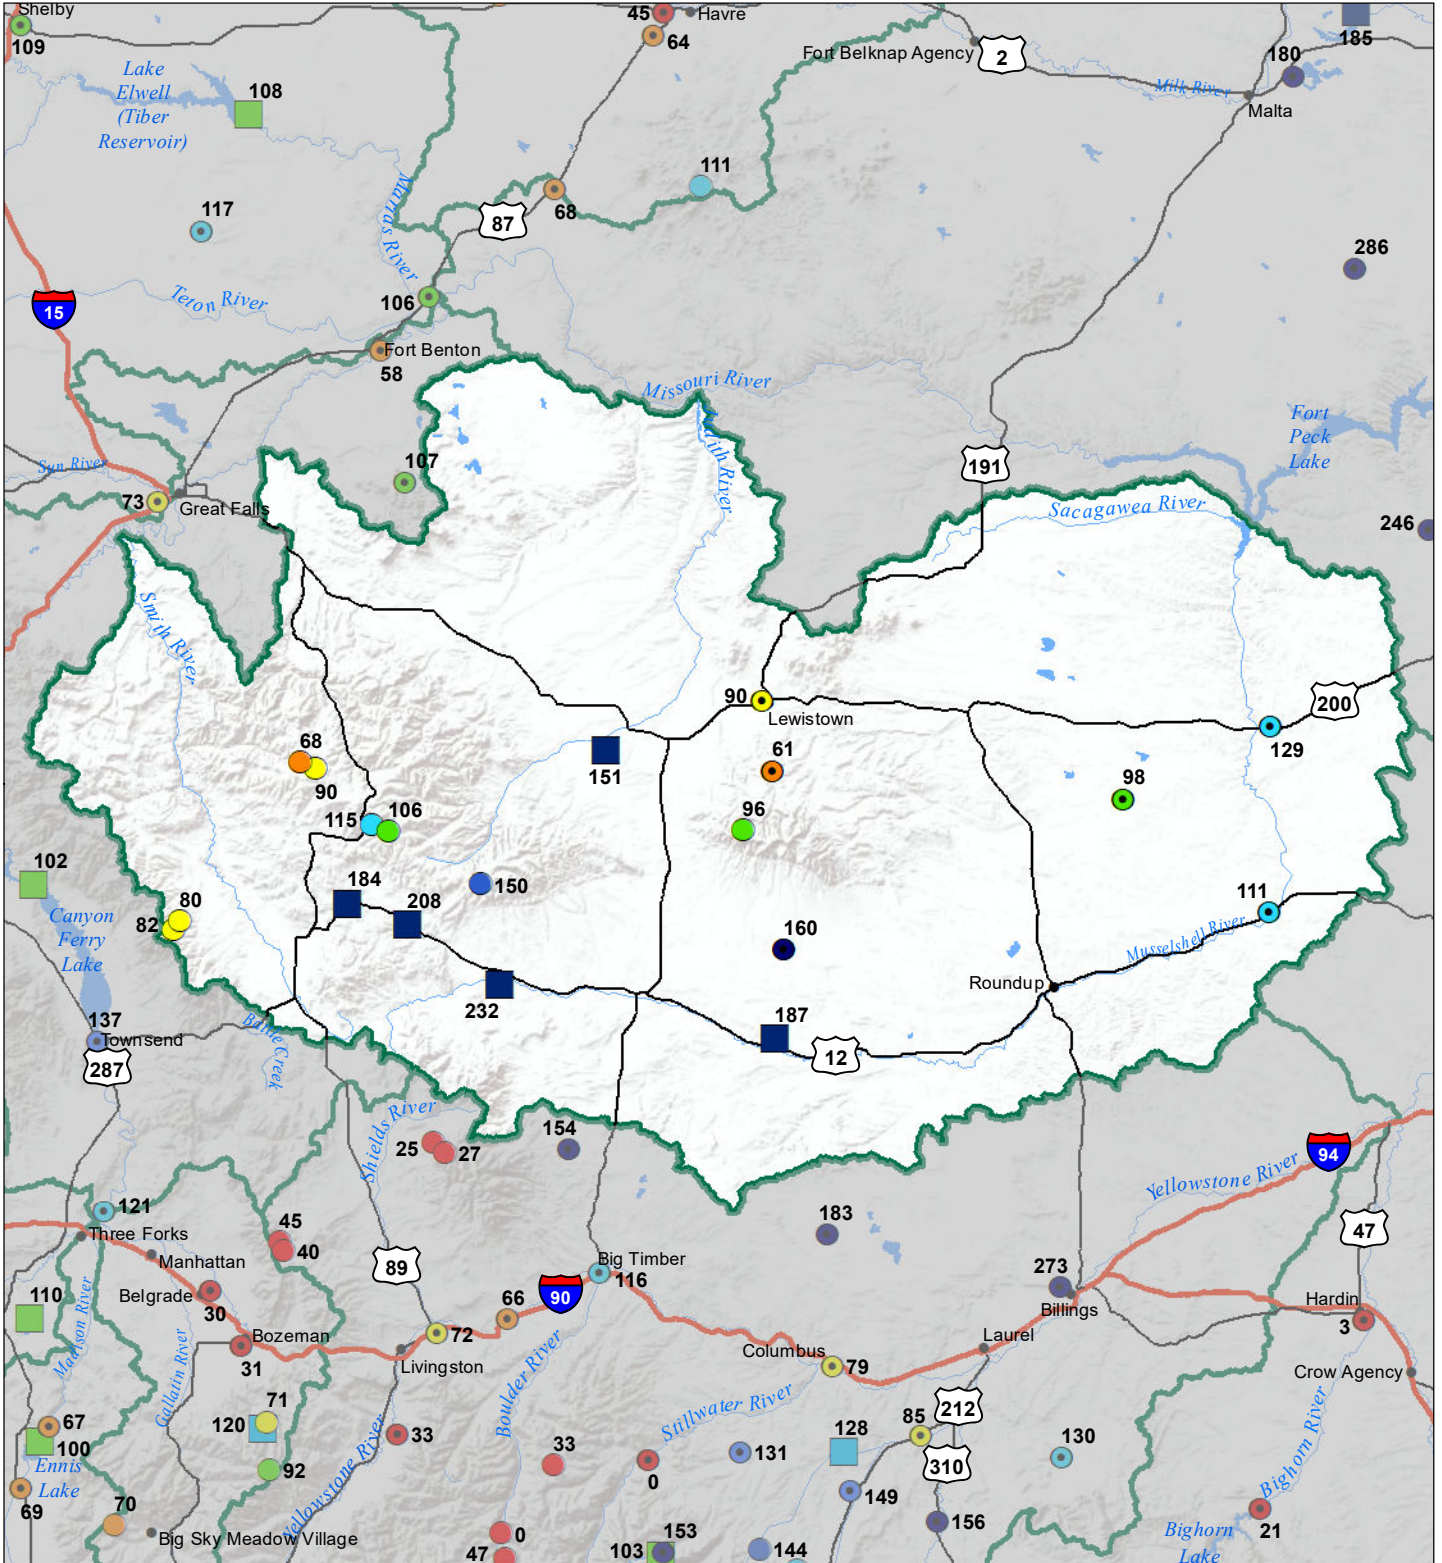 Shelby
109
45
Havre
64
Fort Belknap Agency
2
185
180
Milk River
Malta
Lake
Elwell
(Tiber
Reservoir)
108
111
117
68
87
Marias River
286
15
Teton River
106
Fort Benton
58
Missouri River
Judith River
Fort
Peck
Lake
Sun River
107
191
73
Great Falls
Sacagawea River
246
Smith River
90
Lewistown
200
129
68
90
151
61
98
115
106
96
102
184
150
208
80
82
111
Canyon
Ferry
Lake
160
Musselshell River
Roundup
232
187
12
137
Townsend
287
Battle Creek
Shields River
25
27
154
94
Yellowstone River
121
Three Forks
45
40
183
47
Manhattan
89
Big Timber
116
273
Billings
Belgrade
30
90
66
Hardin
3
110
Madison River
Bozeman
31
72
Livingston
Laurel
Columbus
79
Crow Agency
Gallatin River
Boulder River
Stillwater River
212
71
120
67
100
Ennis
Lake
33
33
0
131
128
85
310
130
Bighorn River
92
Yellowstone River
69
70
Big Sky Meadow Village
0
47
103
153
144
149
156
21
Bighorn
Lake